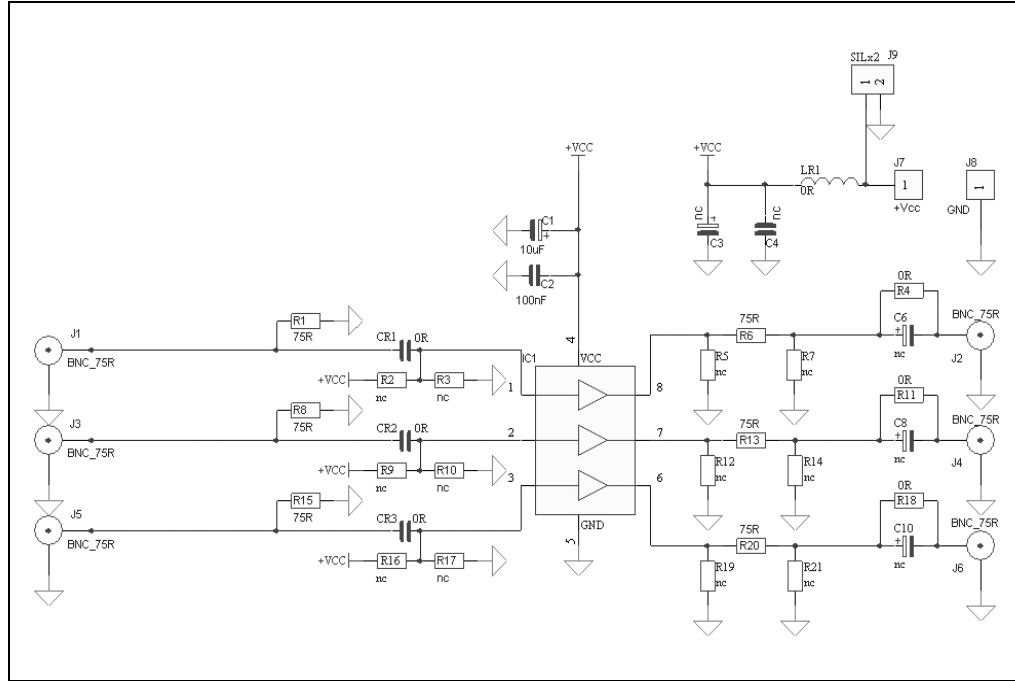 SILx2 J9
1 2
+VCC
+VCC
LR1
0R
J7
1
+Vcc
J8
1
GND
nc
+
C3
nc
C4
C1
+
10uF
C2
100nF
R1
75R
J1
BNC_75R
CR1 0R
+VCC R2 R3
nc nc
4
IC1 VCC
1 8
75R
R6
R5
nc
R7
nc
0R
R4
C6
+
nc
BNC_75R
J2
R8
75R
J3
BNC_75R
CR2 0R
+VCC R9 R10
nc nc
2 7
75R
R13
R12
nc
R14
nc
0R
R11
C8
+
nc
BNC_75R
J4
R15
75R
J5
BNC_75R
CR3 0R
+VCC R16 R17
nc nc
3 6
GND
5
75R
R20
R19
nc
R21
nc
0R
R18
C10
+
nc
BNC_75R
J6